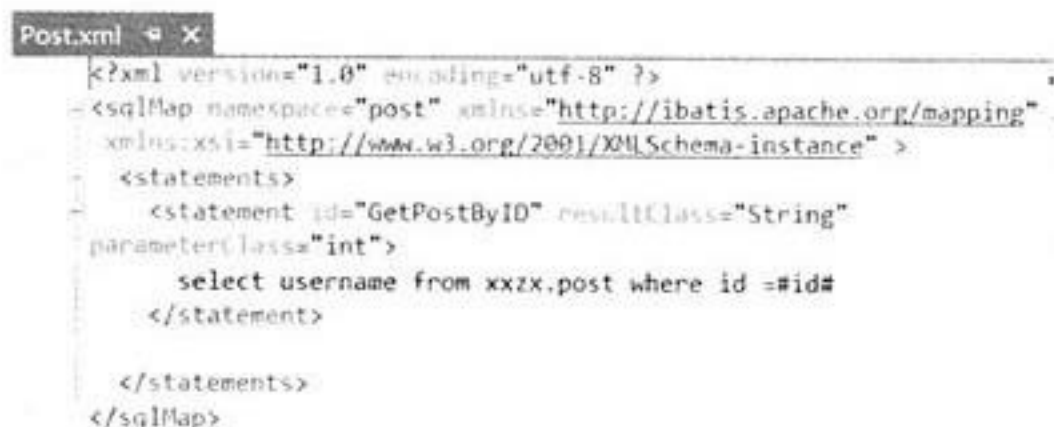 Post.xml
<?xml version="1.0" encoding="utf-8" ?>
<sqlMap namespace="post" xmlns="http://ibatis.apache.org/mapping"
xmlns:xsi="http://www.w3.org/2001/XMLSchema-instance" >
<statements>
<statement id="GetPostByID" resultClass="String"
parameterClass="int">
select username from xxzx.post where id =#id#
</statement>
</statements>
</sqlMap>